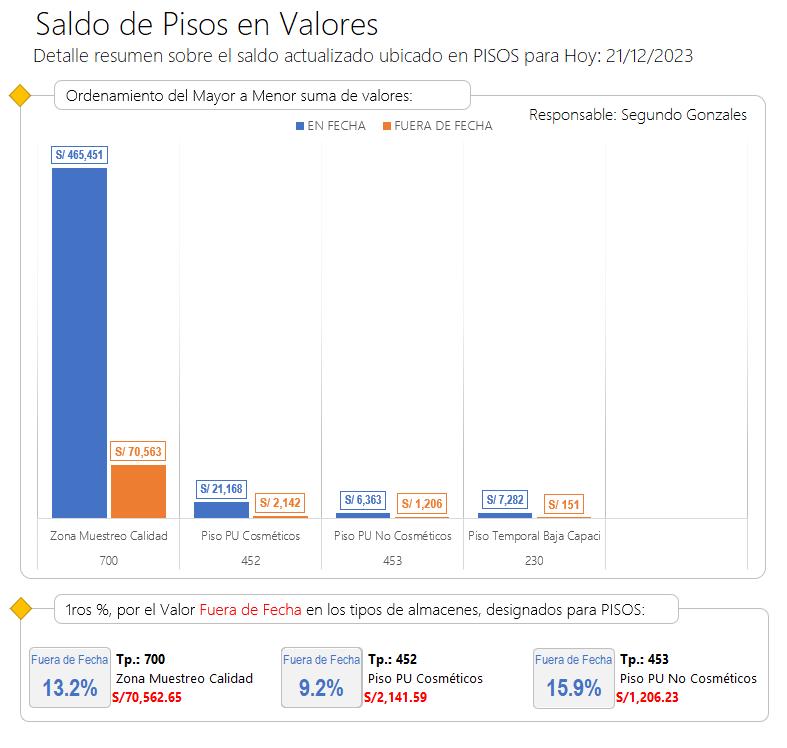 Saldo de Pisos en Valores
Detalle resumen sobre el saldo actualizado ubicado en PISOS para Hoy: 21/12/2023
Ordenamiento del Mayor a Menor suma de valores:
Responsable: Segundo Gonzales
EN FECHA FUERA DE FECHA
S/ 465,451
S/ 70,563
S/ 21,168
S/ 2,142
S/ 6,363
S/ 1,206
S/ 7,282
S/ 151
Zona Muestreo Calidad Piso PU Cosméticos Piso PU No Cosméticos Piso Temporal Baja Capaci
700 452 453 230
1ros %, por el Valor Fuera de Fecha en los tipos de almacenes, designados para PISOS:
Fuera de Fecha
13.2%
Tp.: 700
Zona Muestreo Calidad
S/70,562.65
Fuera de Fecha
9.2%
Tp.: 452
Piso PU Cosméticos
S/2,141.59
Fuera de Fecha
15.9%
Tp.: 453
Piso PU No Cosméticos
S/1,206.23